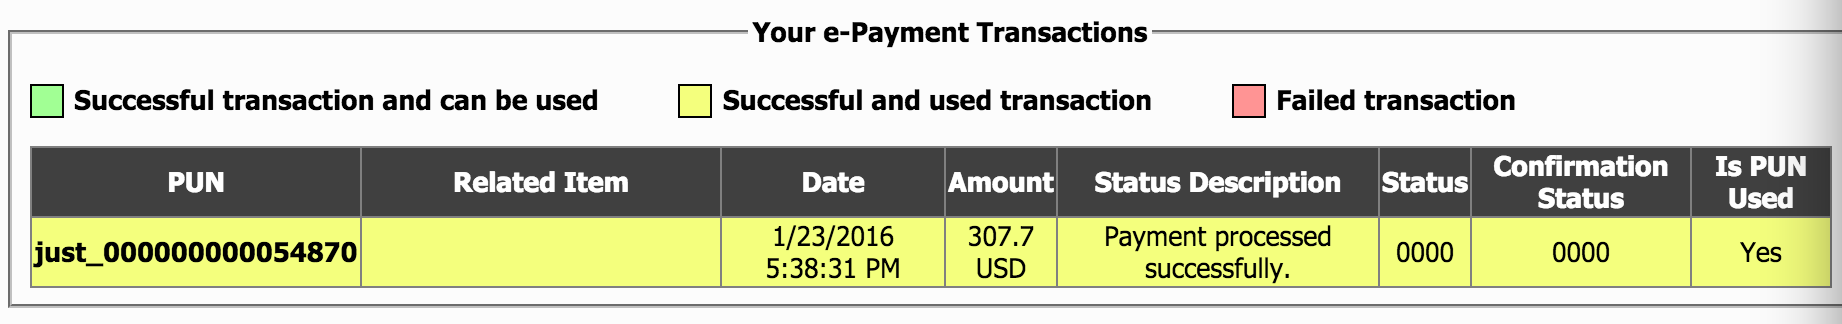 Your e-Payment Transactions
Successful transaction and can be used
Successful and used transaction
Failed transaction
PUN
Related Item
Date
Amount
Status Description
Status
Confirmation
Status
Is PUN
Used
just_000000000054870
1/23/2016
5:38:31 PM
307.7
USD
Payment processed
successfully.
0000
0000
Yes